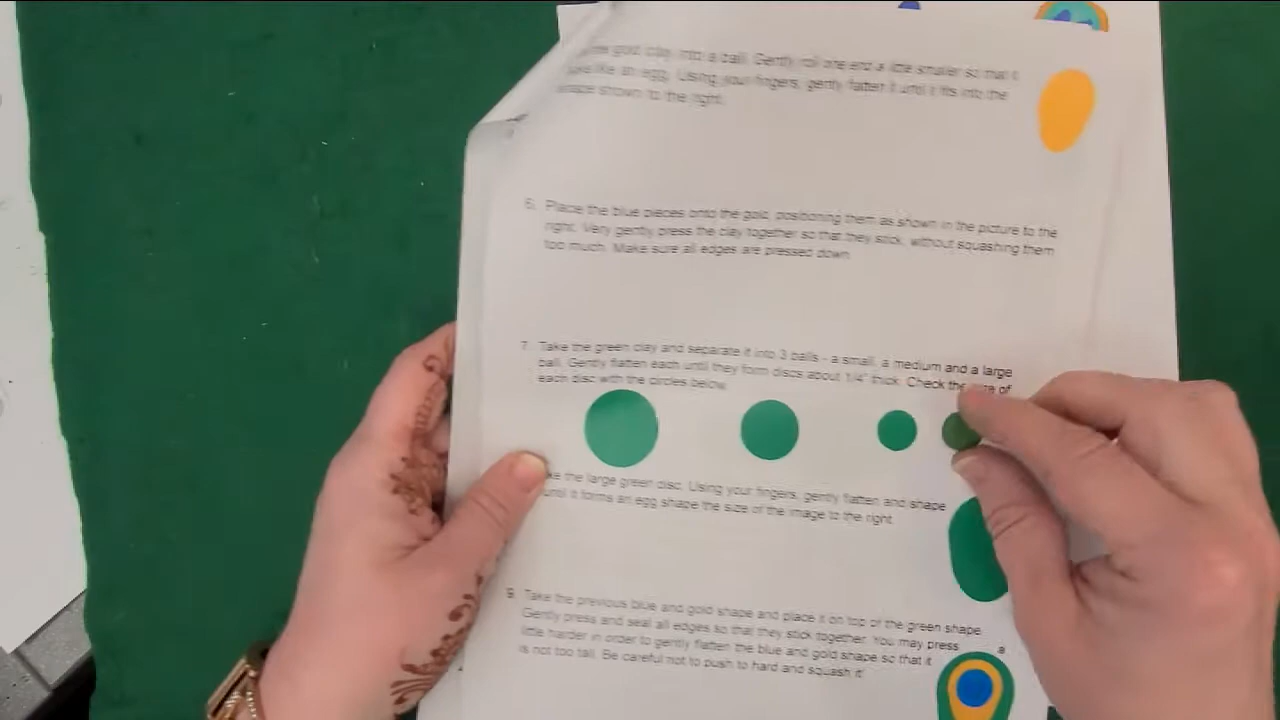 gold clay into a ball. Gently roll one end a little smaller so that it
like an egg. Using your fingers, gently flatten it until it fits into the
shown to the right.
6. Place the blue pieces onto the gold, positioning them as shown in the picture to the
right. Very gently press the clay together so that they stick, without squashing them
too much. Make sure all edges are pressed down
7. Take the green clay and separate it into 3 balls - a small, a medium and a large
ball. Gently flatten each until they form discs about 1/4" thick. Check the of
each disc with the circles below
the large green disc. Using your fingers, gently flatten and shape
until it forms an egg shape the size of the image to the right
9. Take the previous blue and gold shape and place it on top of the green shape.
Gently press and seal all edges so that they stick together. You may press a
little harder in order to gently flatten the blue and gold shape so that it
is not too tall. Be careful not to push to hard and squash it!